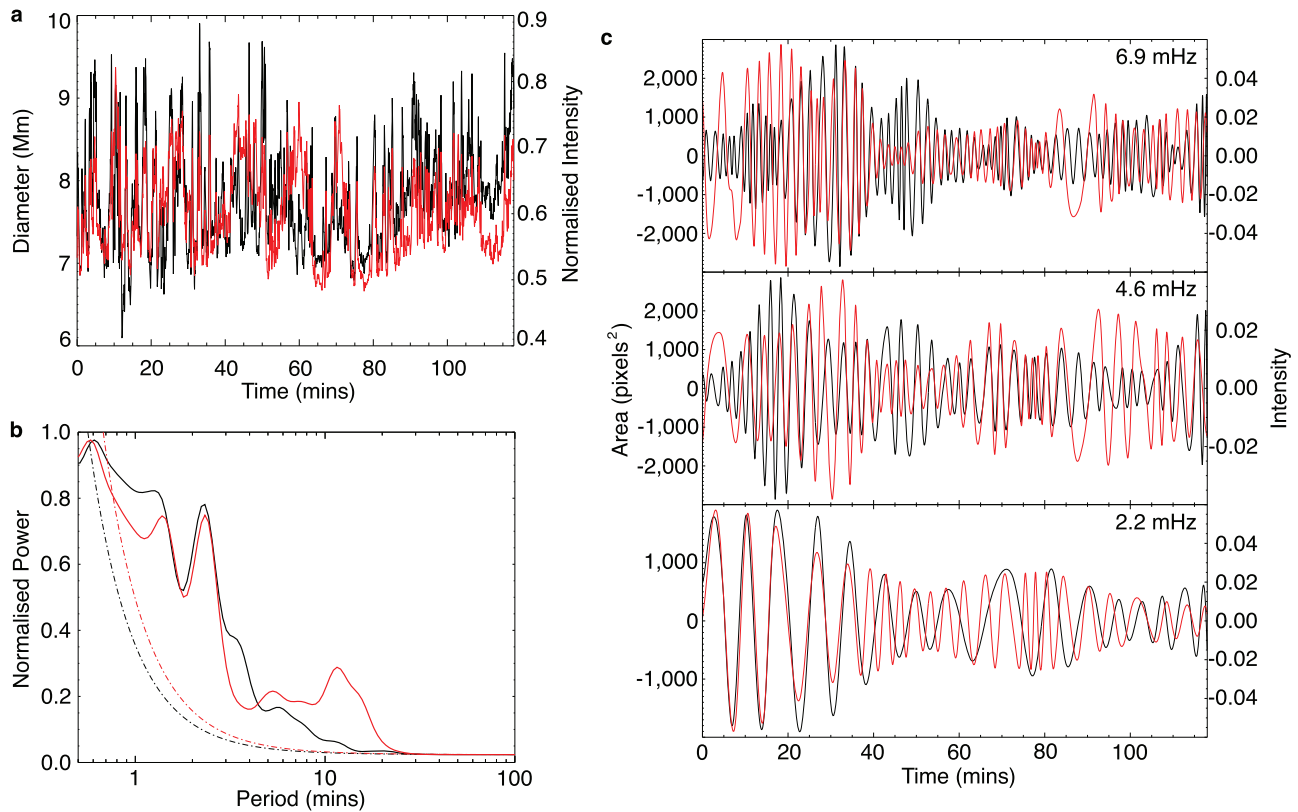 a
10
9
8
7
6
Diameter (Mm)
0.9
0.8
0.7
0.6
0.5
0.4
Normalised Intensity
0 20 40 60 80 100
Time (mins)
b
1.0
0.8
0.6
0.4
0.2
0.0
Normalised Power
1 10 100
Period (mins)
c
6.9 mHz
2,000
1,000
0
-1,000
-2,000
0.04
0.02
0.00
-0.02
-0.04
4.6 mHz
2,000
1,000
0
-1,000
-2,000
Area (pixels²)
0.02
0.00
-0.02
Intensity
2.2 mHz
1,000
0
-1,000
0.04
0.02
0.00
-0.02
-0.04
0 20 40 60 80 100
Time (mins)